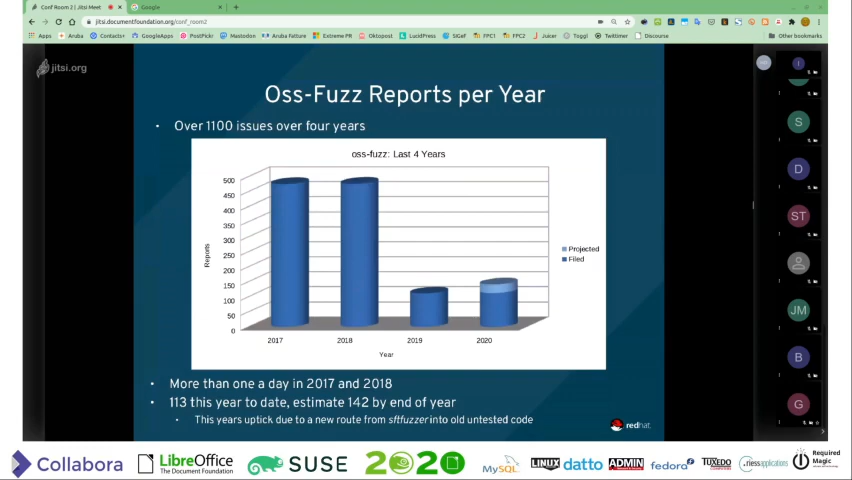 Conf Room 2 | Jitsi Meet
Google
jitsi.documentfoundation.org/conf_room2
Apps
Aruba
Contacts+
GoogleApps
PostPickr
Mastodon
Aruba Fatture
Extreme PR
Oktopost
LucidPress
SIGeF
FPC1
FPC2
Juicer
Toggl
Twittimer
Discourse
Other bookmarks
jitsi.org
Oss-Fuzz Reports per Year
• Over 1100 issues over four years
oss-fuzz: Last 4 Years
500
450
400
350
300
250
200
150
100
50
0
Reports
2017 2018 2019 2020
Year
Projected
Filed
• More than one a day in 2017 and 2018
• 113 this year to date, estimate 142 by end of year
• This years uptick due to a new route from sftfuzzer into old untested code
redhat.
I
S
D
ST
JM
B
G
Collabora
LibreOffice
The Document Foundation
SUSE
2020
MySQL
LINUX
datto
ADMIN
fedora
TUXEDO
riessapplications
Required
Magic